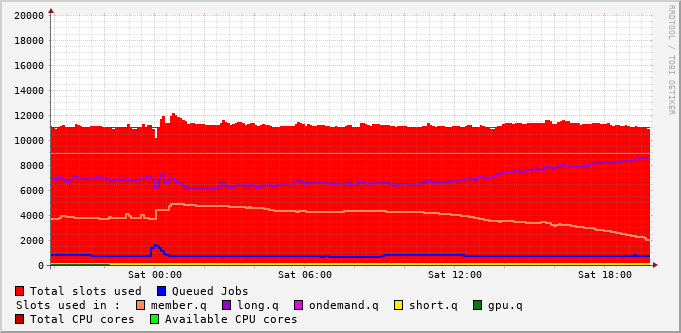 20000
18000
16000
14000
12000
10000
8000
6000
4000
2000
0
Sat 00:00 Sat 06:00 Sat 12:00 Sat 18:00
Total slots used Queued Jobs
Slots used in : member.q long.q ondemand.q short.q gpu.q
Total CPU cores Available CPU cores
RRDTOOL / TOBI OETIKER